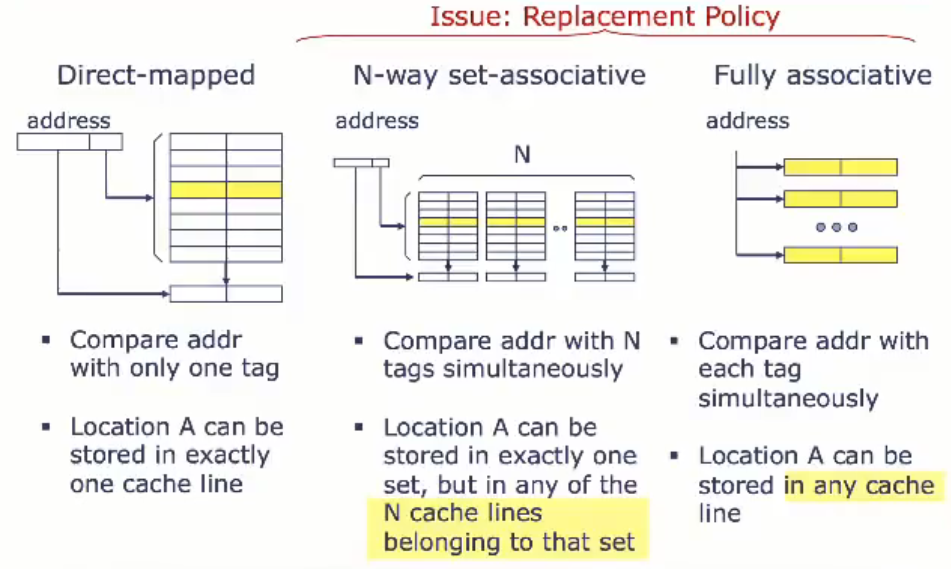 Issue: Replacement Policy
Direct-mapped
N-way set-associative
Fully associative
address
address
address
N
▪ Compare addr
with only one tag
▪ Location A can be
stored in exactly
one cache line
▪ Compare addr with N
tags simultaneously
▪ Location A can be
stored in exactly one
set, but in any of the
N cache lines
belonging to that set
▪ Compare addr with
each tag
simultaneously
▪ Location A can be
stored in any cache
line